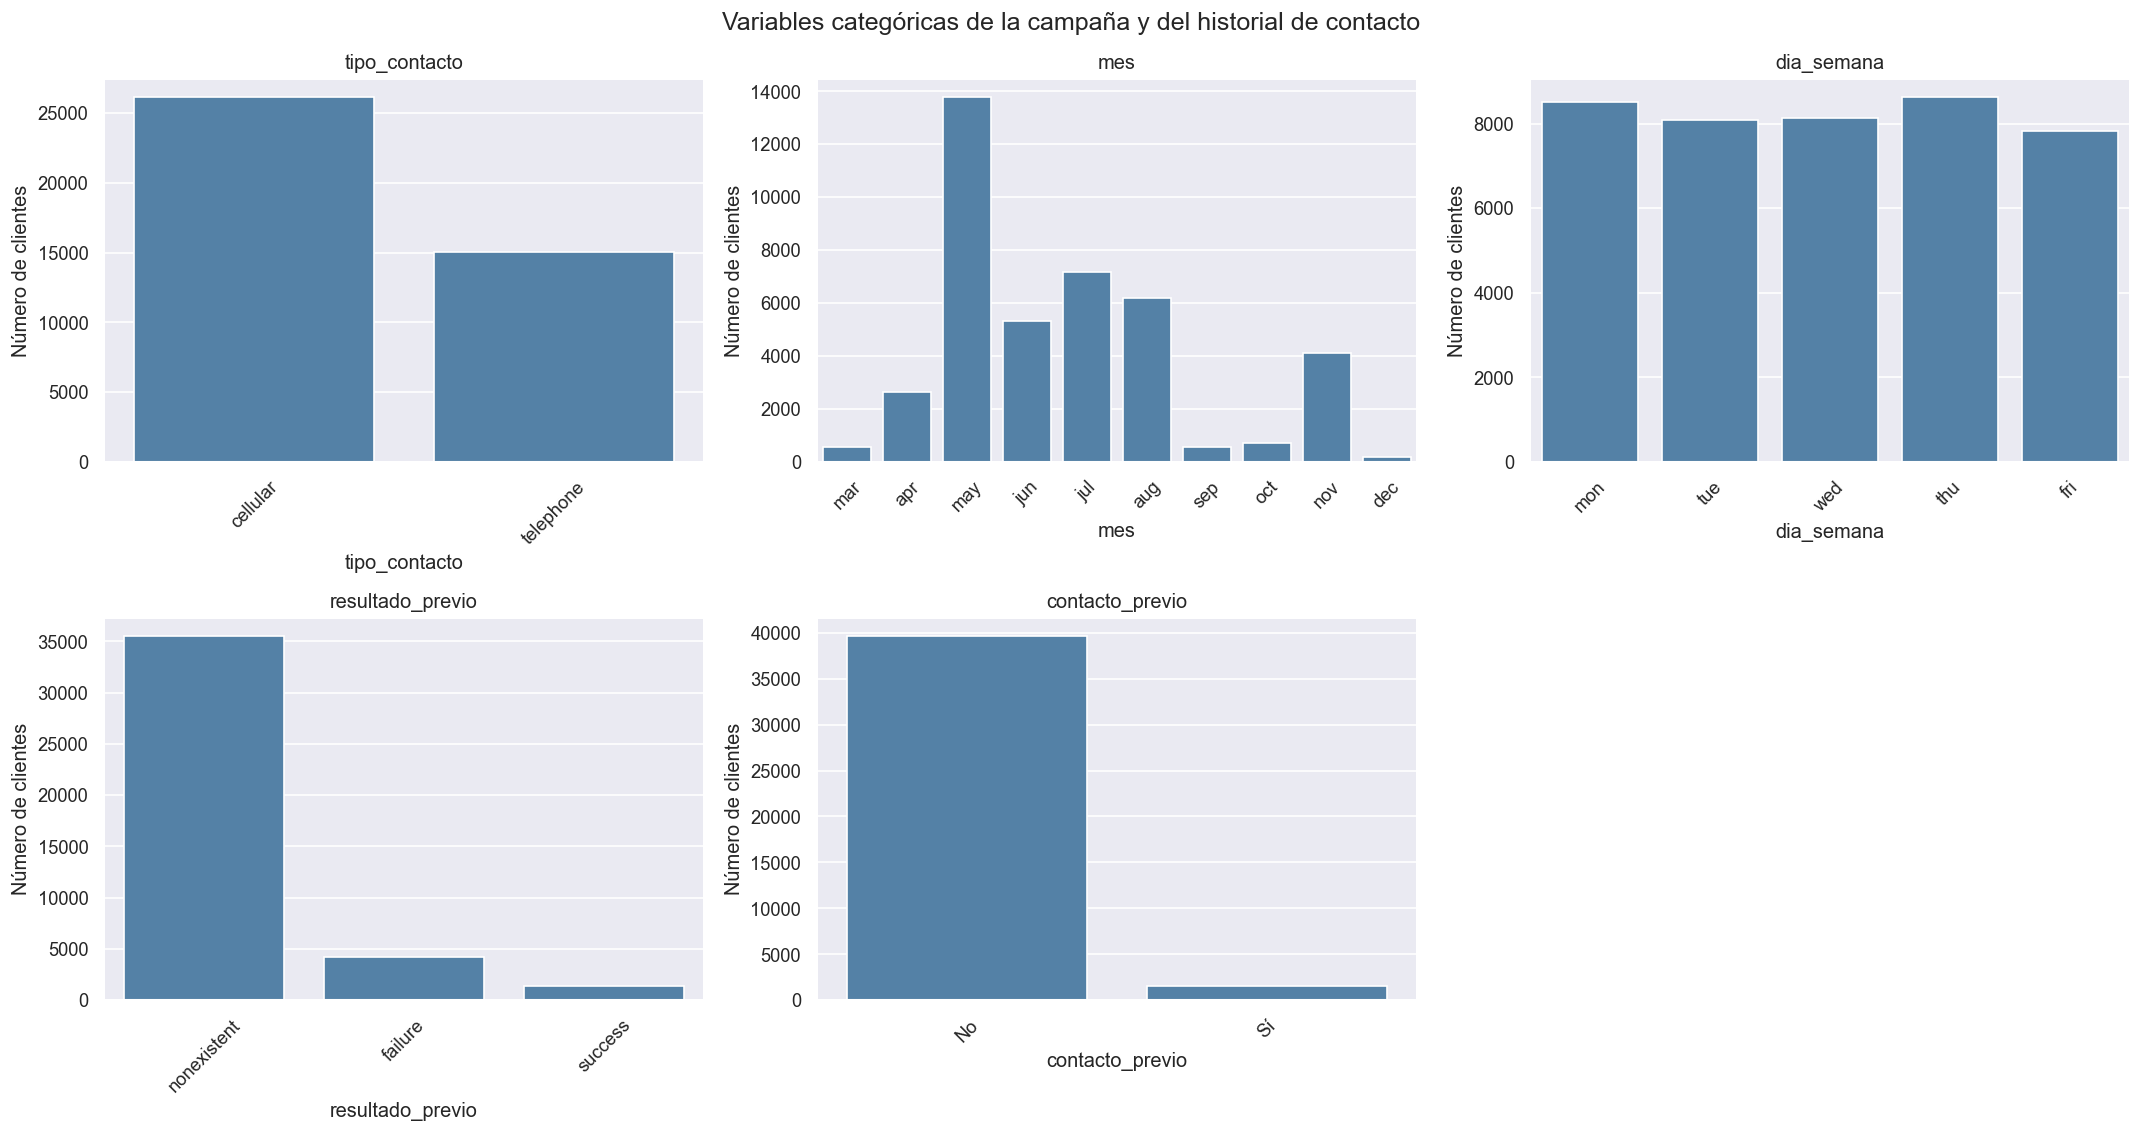 Variables categóricas de la campaña y del historial de contacto
tipo_contacto
Número de clientes
25000
20000
15000
10000
5000
0
cellular
telephone
tipo_contacto
mes
Número de clientes
14000
12000
10000
8000
6000
4000
2000
0
mar
apr
may
jun
jul
aug
sep
oct
nov
dec
mes
dia_semana
Número de clientes
8000
6000
4000
2000
0
mon
tue
wed
thu
fri
dia_semana
resultado_previo
Número de clientes
35000
30000
25000
20000
15000
10000
5000
0
nonexistent
failure
success
resultado_previo
contacto_previo
Número de clientes
40000
35000
30000
25000
20000
15000
10000
5000
0
No
Sí
contacto_previo